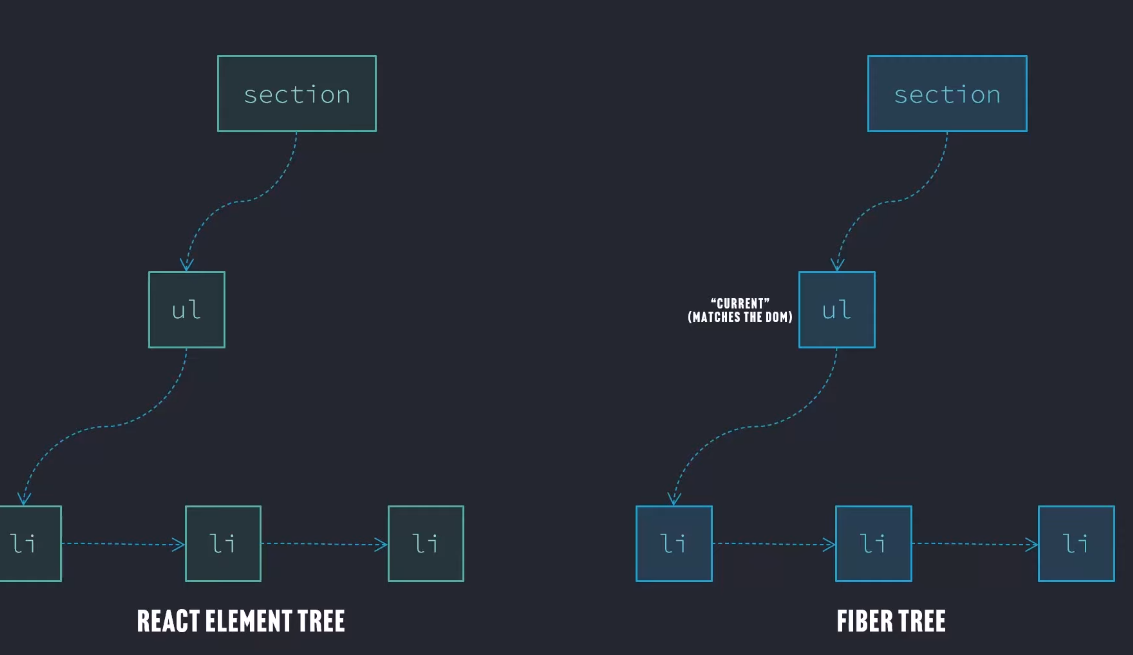 section
section
ul
“CURRENT”
(MATCHES THE DOM)
ul
li
li
li
li
li
li
REACT ELEMENT TREE
FIBER TREE